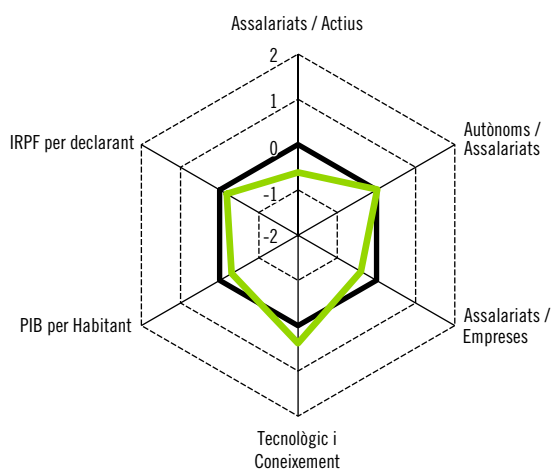 Assalariats / Actius
2
1
0
-1
-2
Autònoms /
Assalariats
Assalariats /
Empreses
Tecnològic i
Coneixement
PIB per Habitant
IRPF per declarant